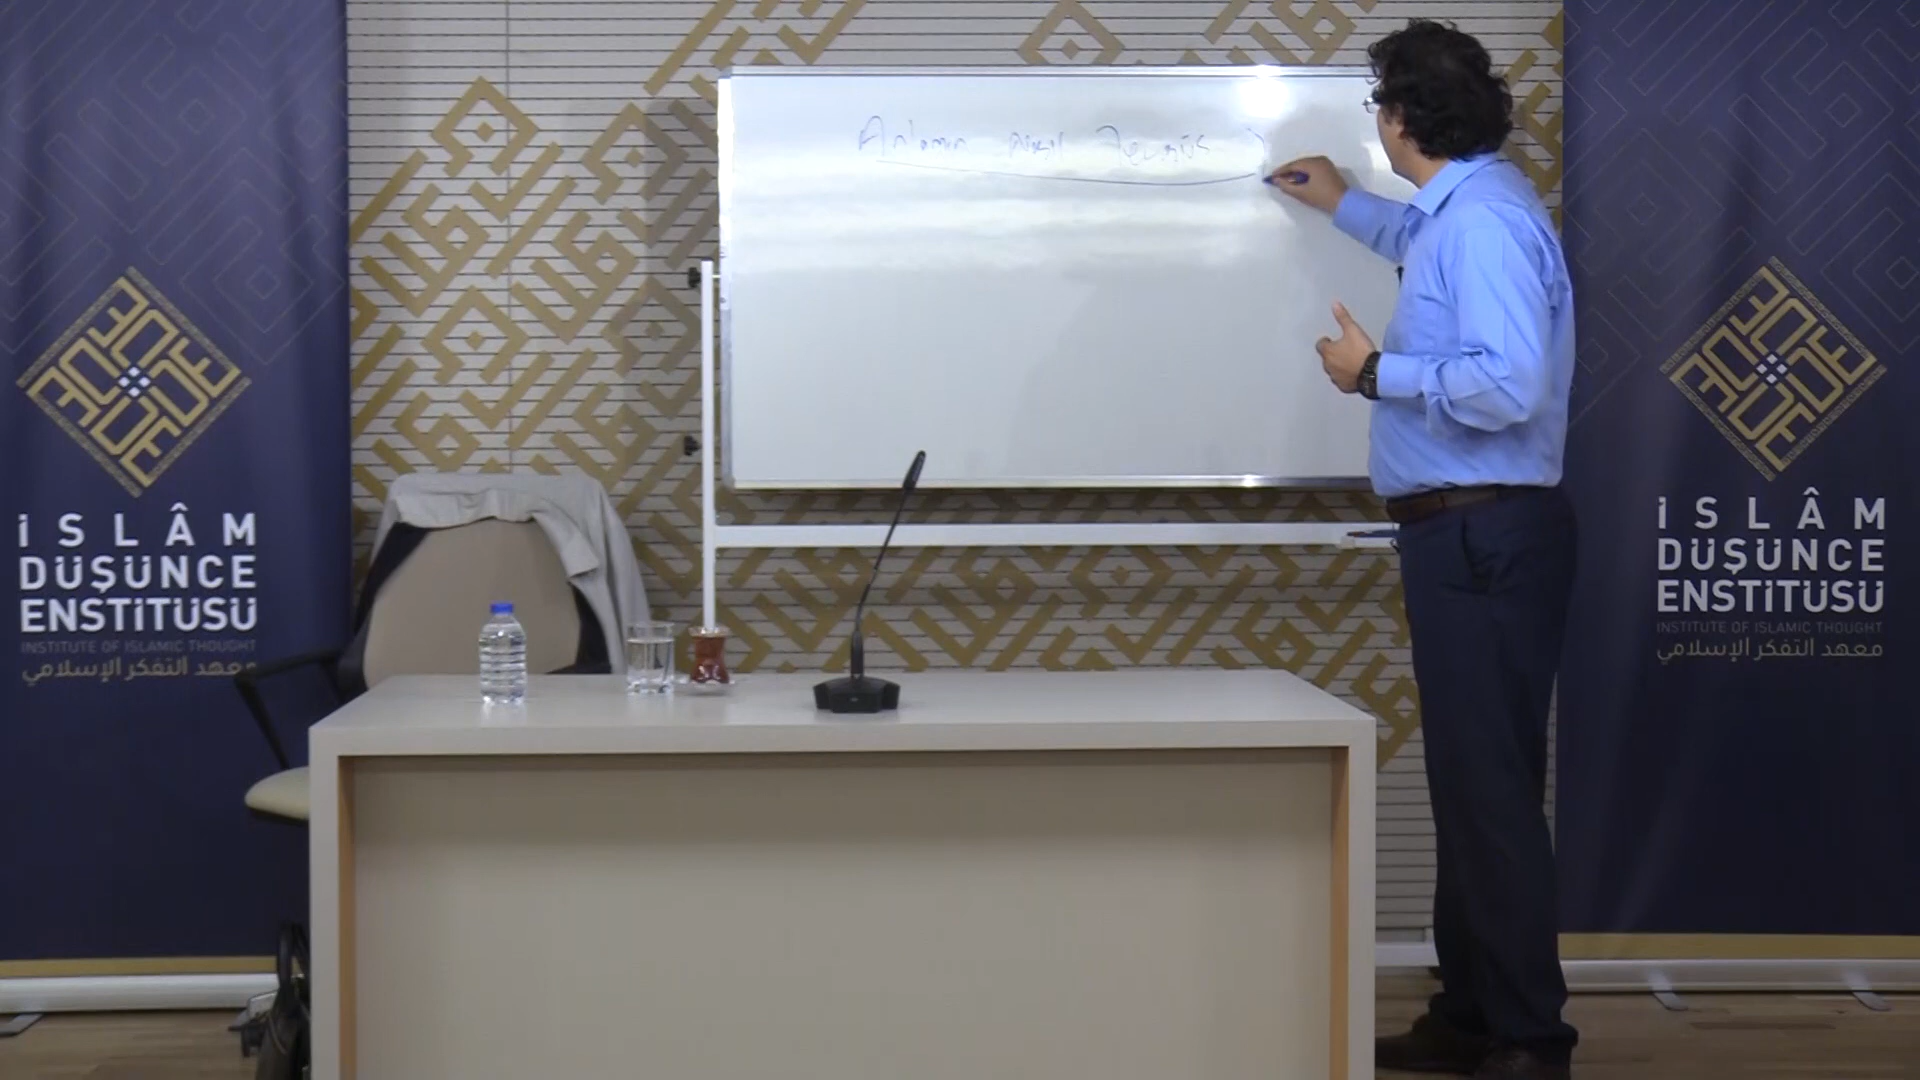 İSLÂM
DÜŞÜNCE
ENSTİTÜSÜ
INSTITUTE OF ISLAMIC THOUGHT
معهد التفكر الإسلامي
İSLÂM
DÜŞÜNCE
ENSTİTÜSÜ
INSTITUTE OF ISLAMIC THOUGHT
معهد التفكر الإسلامي